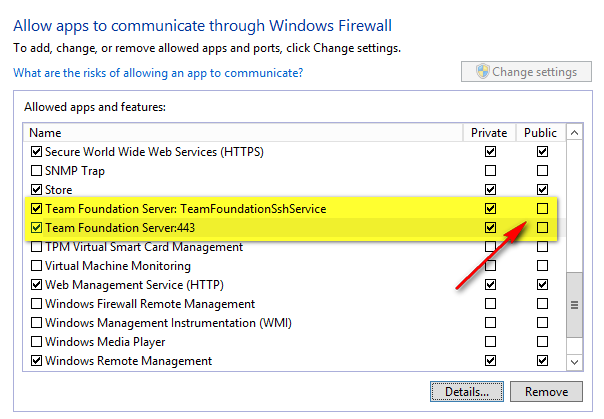 Allow apps to communicate through Windows Firewall
To add, change, or remove allowed apps and ports, click Change settings.
What are the risks of allowing an app to communicate?
Change settings
Allowed apps and features:
Name Private Public
Secure World Wide Web Services (HTTPS)
SNMP Trap
Store
Team Foundation Server: TeamFoundationSshService
Team Foundation Server:443
TPM Virtual Smart Card Management
Virtual Machine Monitoring
Web Management Service (HTTP)
Windows Firewall Remote Management
Windows Management Instrumentation (WMI)
Windows Media Player
Windows Remote Management
Details... Remove